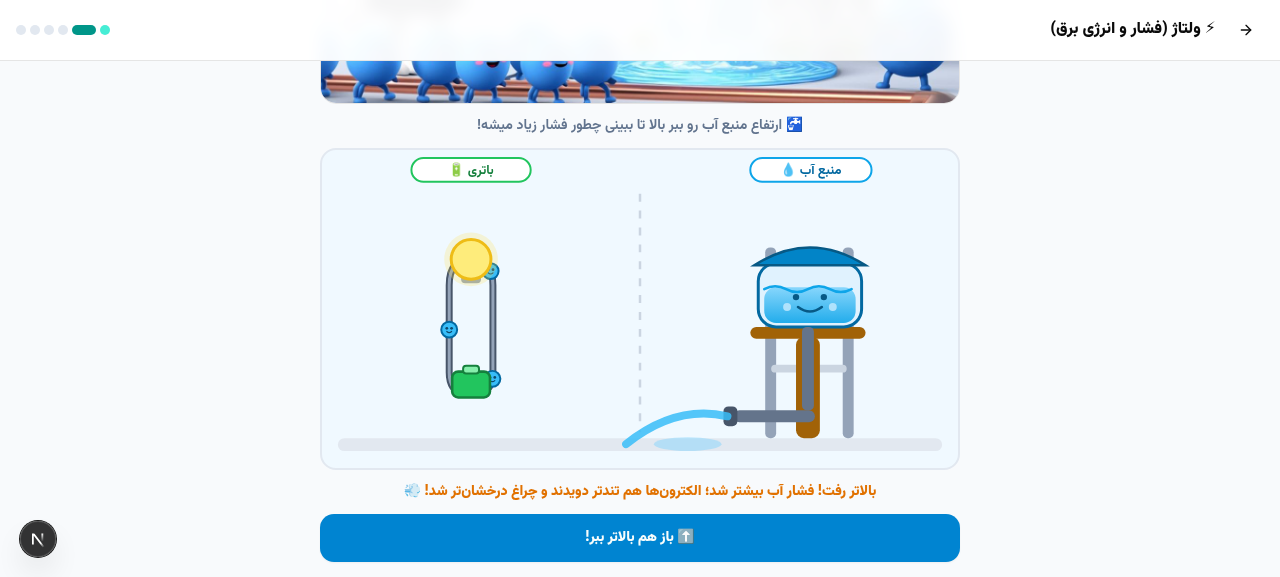 ⚡ ولتاژ (فشار و انرژی برق)
🚰 ارتفاع منبع آب رو ببر بالا تا ببینی چطور فشار زیاد میشه!
منبع آب 💧
باتری 🔋
بالاتر رفت! فشار آب بیشتر شد؛ الکترون‌ها هم تندتر دویدند و چراغ درخشان‌تر شد! 💨
⬆️ باز هم بالاتر ببر!
N